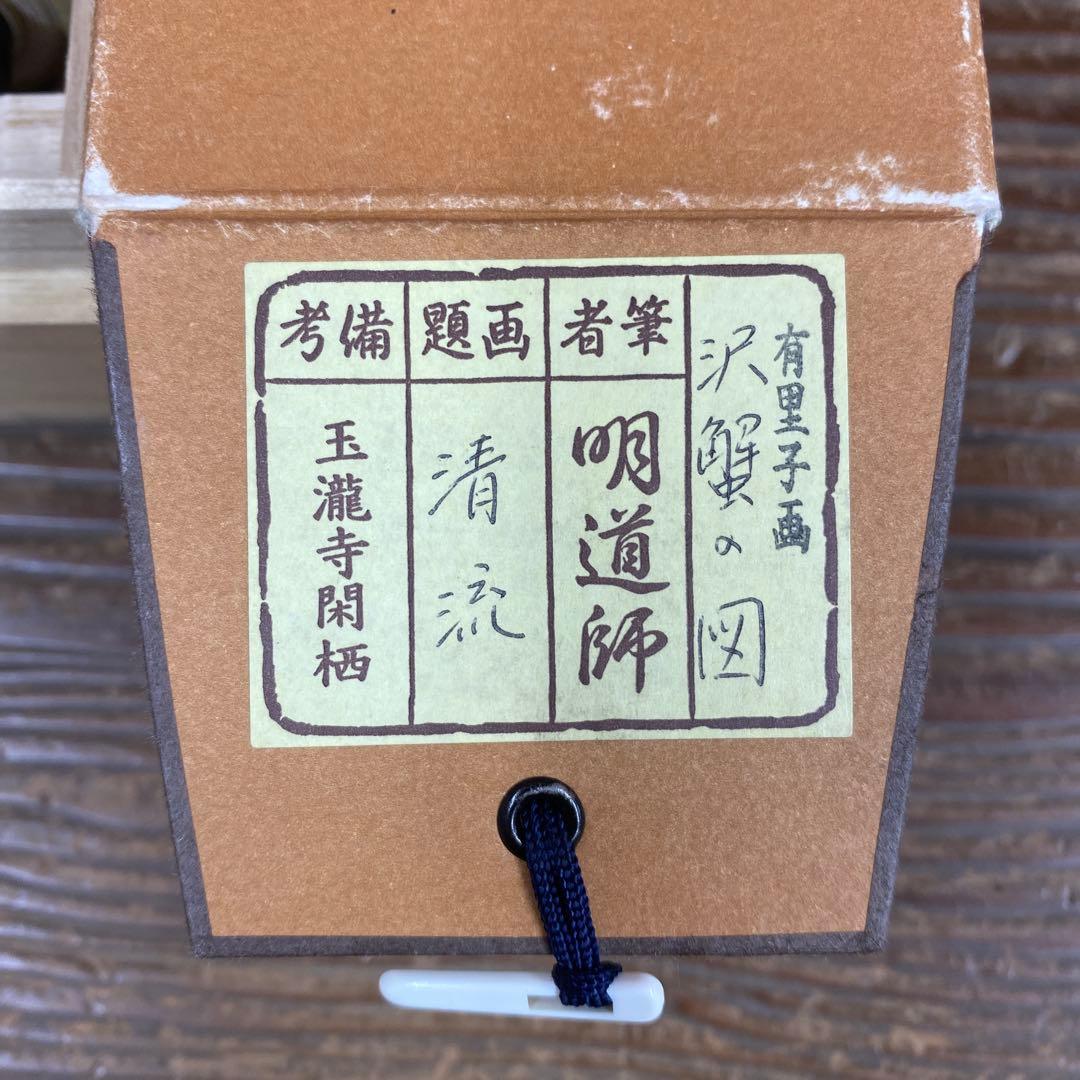 有里子画
沢蟹の図
筆者
明道師
画題
清流
備考
玉瀧寺閑栖